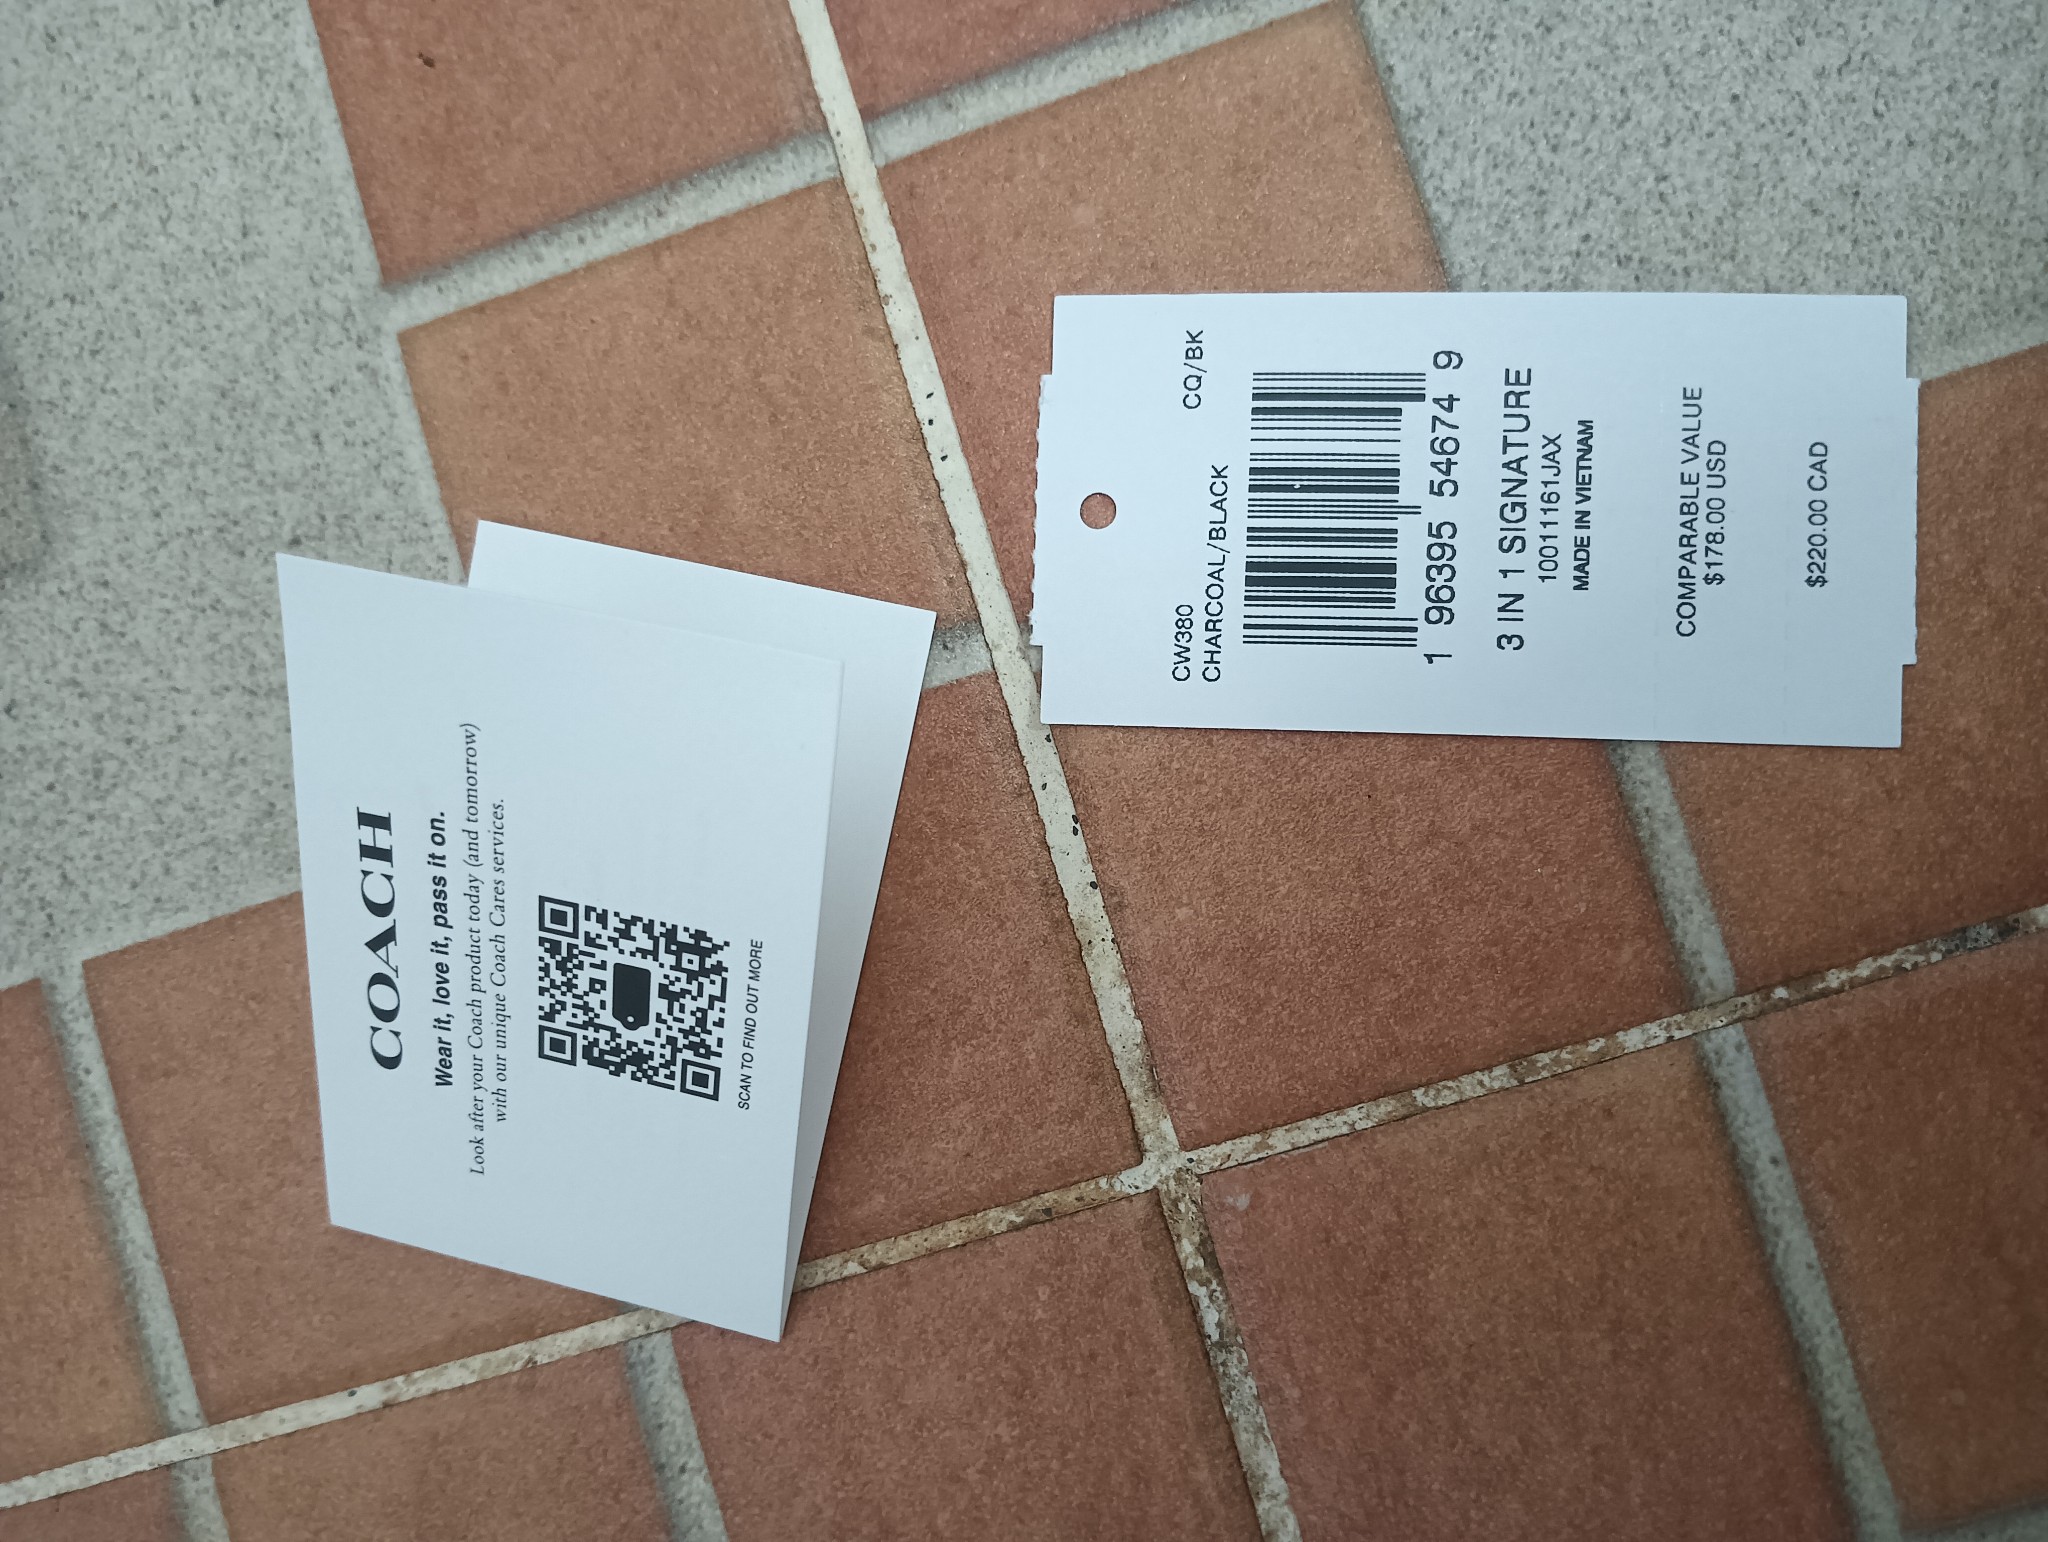 COACH
Wear it, love it, pass it on.
Look after your Coach product today (and tomorrow)
with our unique Coach Cares services.
SCAN TO FIND OUT MORE
CW380 CQ/BK
CHARCOAL/BLACK
1 96395 54674 9
3 IN 1 SIGNATURE
10011161JAX
MADE IN VIETNAM
COMPARABLE VALUE
$178.00 USD
$220.00 CAD